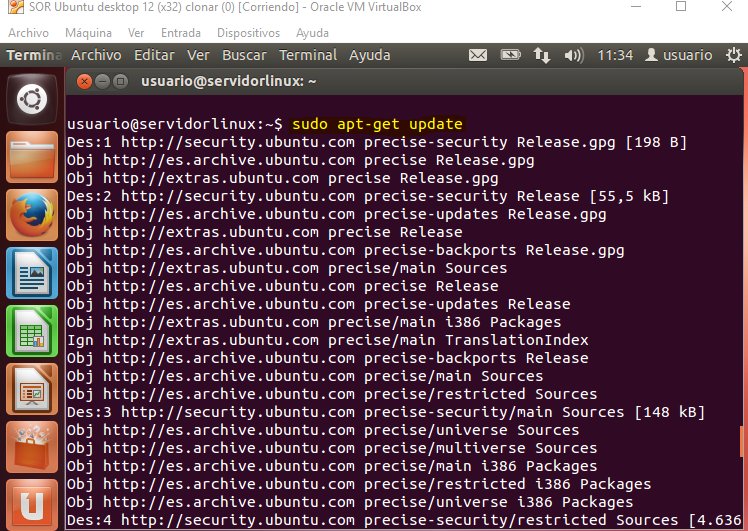 SOR Ubuntu desktop 12 (x32) clonar (0) [Corriendo] - Oracle VM VirtualBox
Archivo Máquina Ver Entrada Dispositivos Ayuda
Termina Archivo Editar Ver Buscar Terminal Ayuda 11:34 usuario
usuario@servidorlinux: ~
usuario@servidorlinux:~$ sudo apt-get update
Des:1 http://security.ubuntu.com precise-security Release.gpg [198 B]
Obj http://es.archive.ubuntu.com precise Release.gpg
Obj http://extras.ubuntu.com precise Release.gpg
Des:2 http://security.ubuntu.com precise-security Release [55,5 kB]
Obj http://es.archive.ubuntu.com precise-updates Release.gpg
Obj http://extras.ubuntu.com precise Release
Obj http://es.archive.ubuntu.com precise-backports Release.gpg
Obj http://extras.ubuntu.com precise/main Sources
Obj http://es.archive.ubuntu.com precise Release
Obj http://es.archive.ubuntu.com precise-updates Release
Obj http://extras.ubuntu.com precise/main i386 Packages
Ign http://extras.ubuntu.com precise/main TranslationIndex
Obj http://es.archive.ubuntu.com precise-backports Release
Obj http://es.archive.ubuntu.com precise/main Sources
Obj http://es.archive.ubuntu.com precise/restricted Sources
Des:3 http://security.ubuntu.com precise-security/main Sources [148 kB]
Obj http://es.archive.ubuntu.com precise/universe Sources
Obj http://es.archive.ubuntu.com precise/multiverse Sources
Obj http://es.archive.ubuntu.com precise/main i386 Packages
Obj http://es.archive.ubuntu.com precise/restricted i386 Packages
Obj http://es.archive.ubuntu.com precise/universe i386 Packages
Des:4 http://security.ubuntu.com precise-security/restricted Sources [4.636